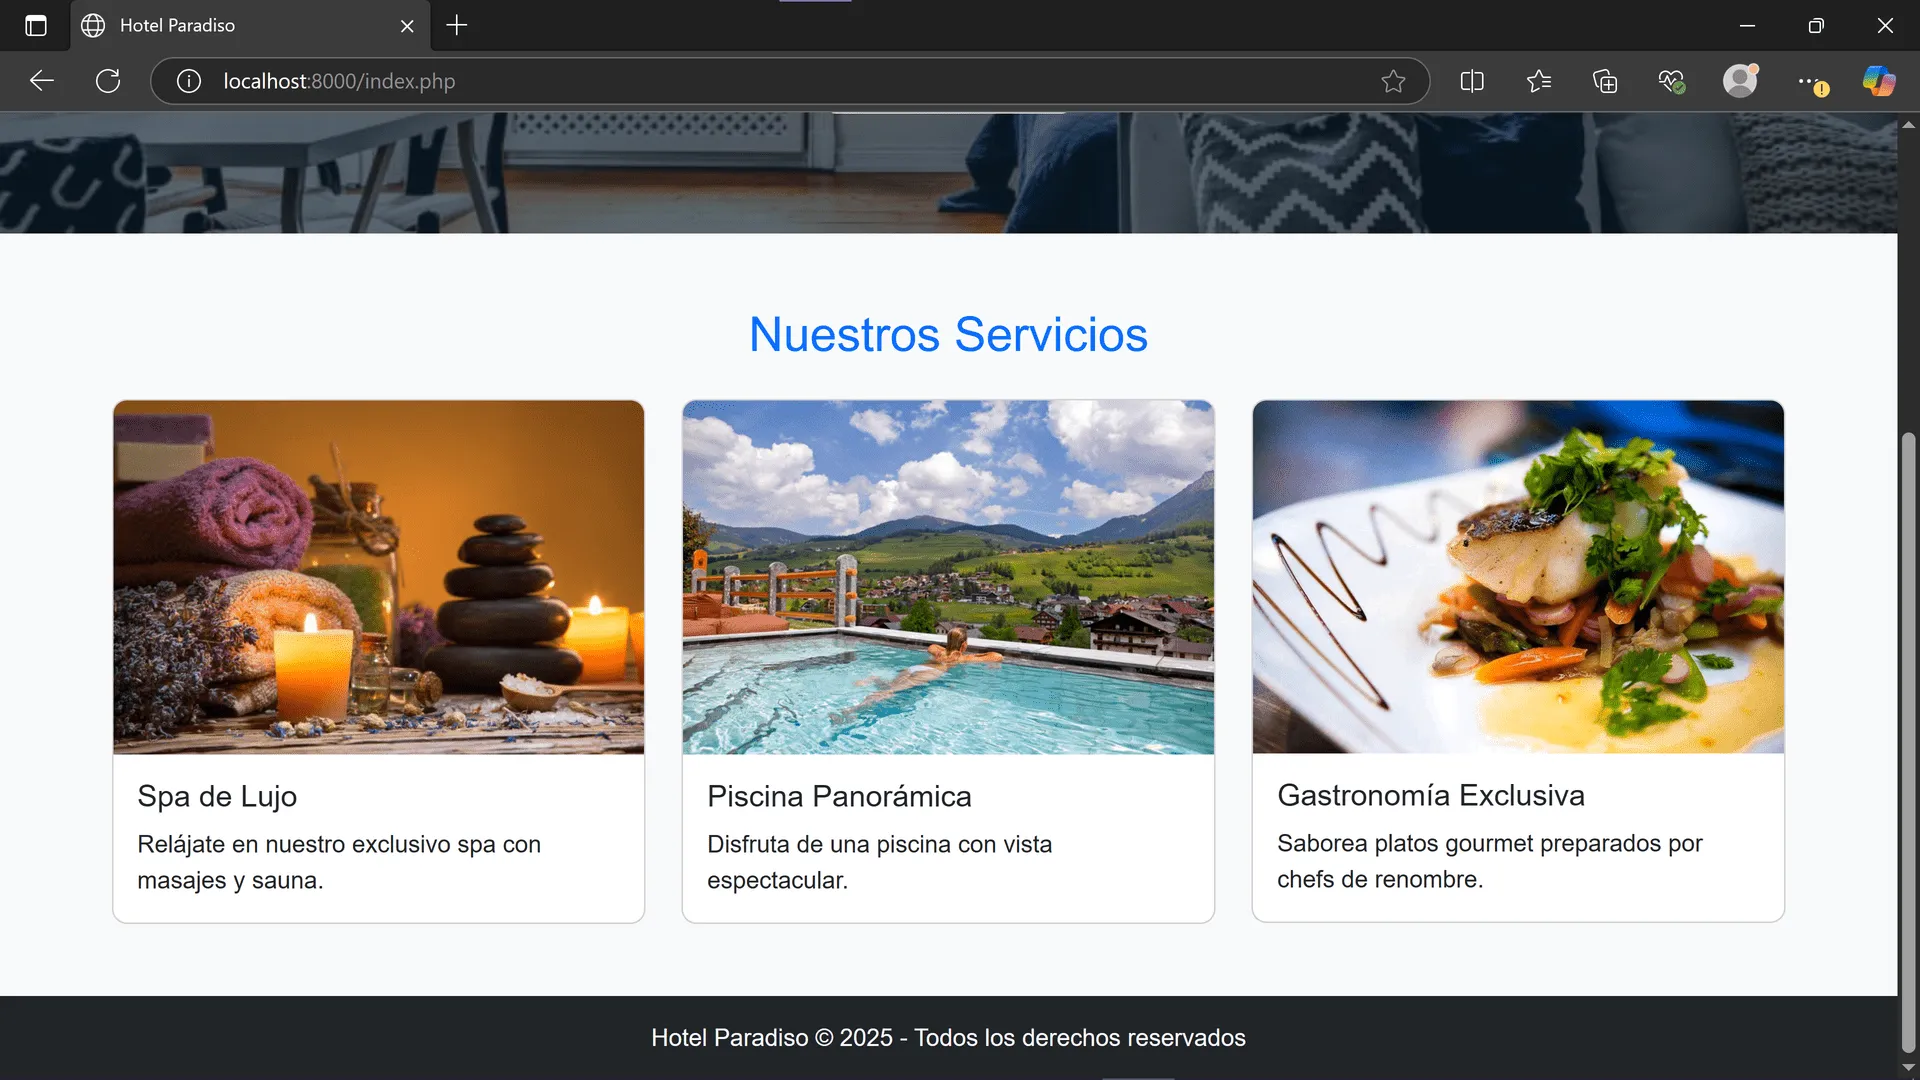 Hotel Paradiso
localhost:8000/index.php
Nuestros Servicios
Spa de Lujo
Relájate en nuestro exclusivo spa con
masajes y sauna.
Piscina Panorámica
Disfruta de una piscina con vista
espectacular.
Gastronomía Exclusiva
Saborea platos gourmet preparados por
chefs de renombre.
Hotel Paradiso © 2025 - Todos los derechos reservados